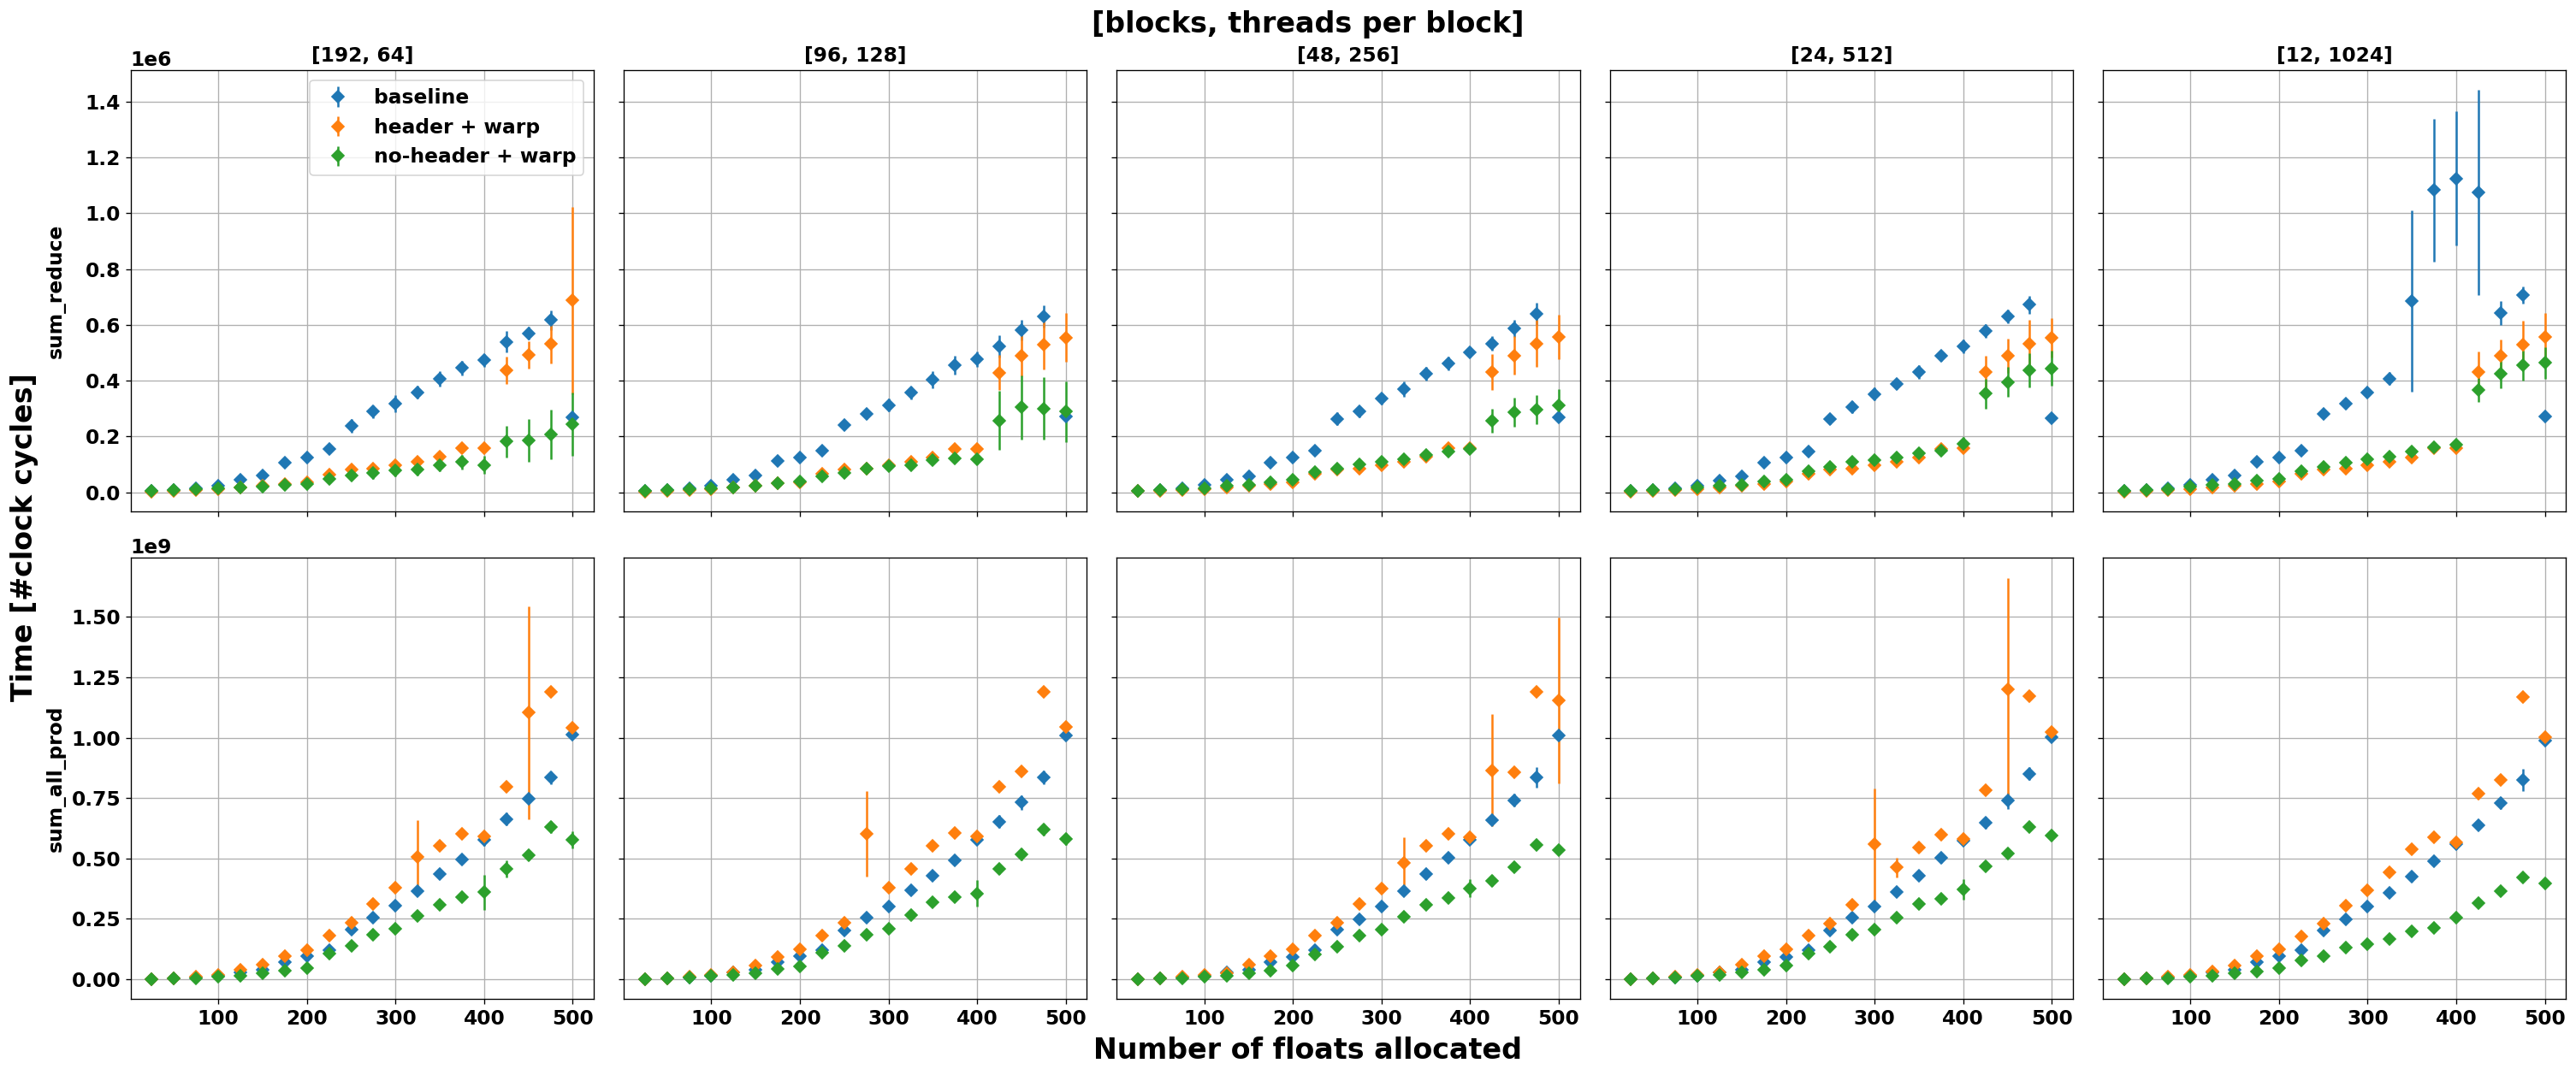 [blocks, threads per block]
[192, 64] [96, 128] [48, 256] [24, 512] [12, 1024]
1e6
baseline
header + warp
no-header + warp
1.4
1.2
1.0
0.8
0.6
0.4
0.2
0.0
sum_reduce
Time [#clock cycles]
1e9
1.50
1.25
1.00
0.75
0.50
0.25
0.00
sum_all_prod
100 200 300 400 500 100 200 300 400 500 100 200 300 400 500 100 200 300 400 500 100 200 300 400 500
Number of floats allocated